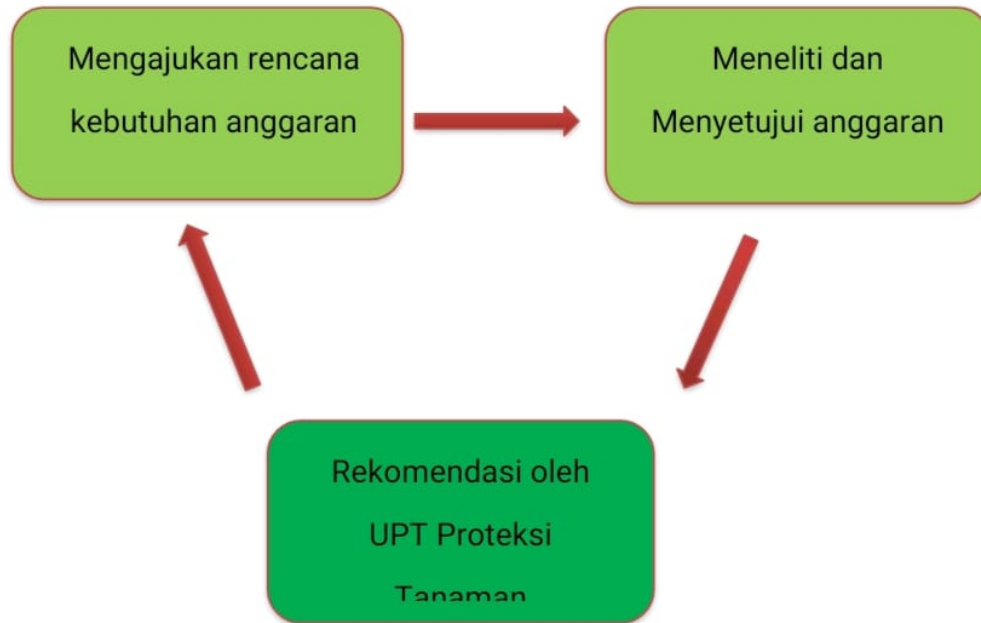 Mengajukan rencana
kebutuhan anggaran
Meneliti dan
Menyetujui anggaran
Rekomendasi oleh
UPT Proteksi
Tanaman